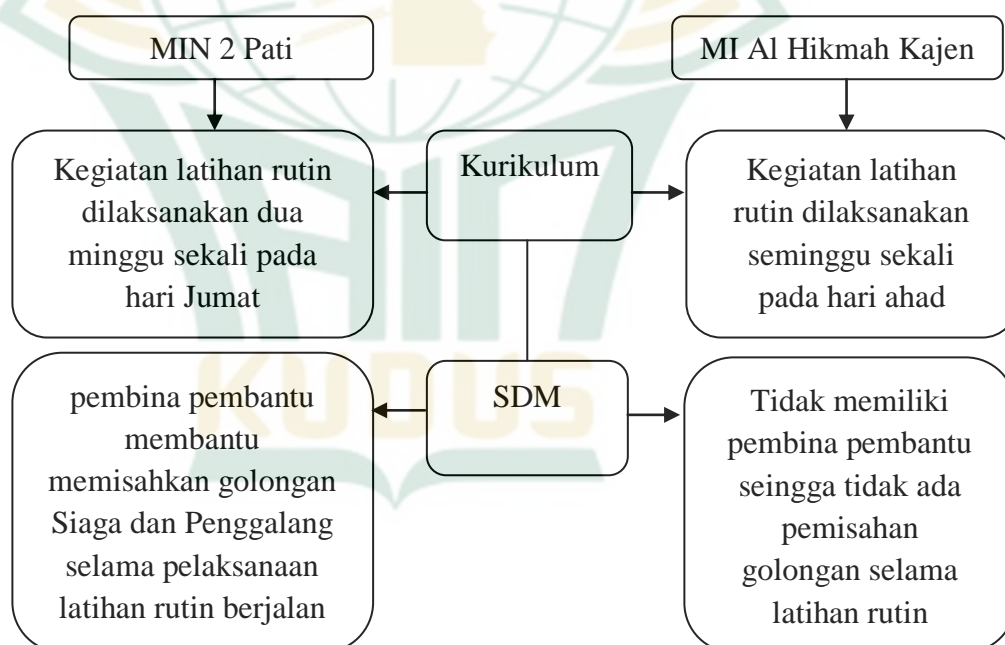 MIN 2 Pati
MI Al Hikmah Kajen
Kegiatan latihan rutin
dilaksanakan dua
minggu sekali pada
hari Jumat
Kurikulum
Kegiatan latihan
rutin dilaksanakan
seminggu sekali
pada hari ahad
pembina pembantu
membantu
memisahkan golongan
Siaga dan Penggalang
selama pelaksanaan
latihan rutin berjalan
SDM
Tidak memiliki
pembina pembantu
seingga tidak ada
pemisahan
golongan selama
latihan rutin
IAIN
KUDUS